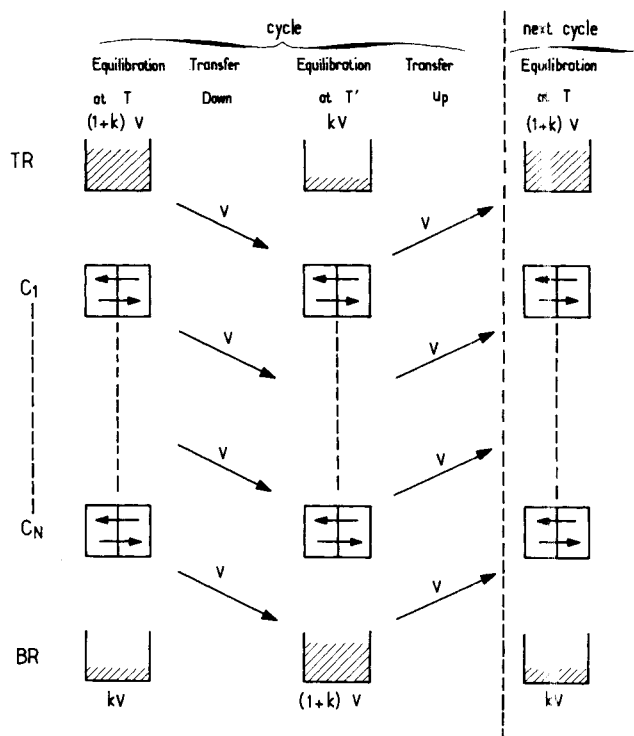 cycle
next cycle
Equilibration Transfer Equilibration Transfer Equilibration
at T Down at T' Up at T
(1+k) V kV (1+k) V
TR
V V
C1
V V
V V
CN
V V
BR
kV (1+k) V kV